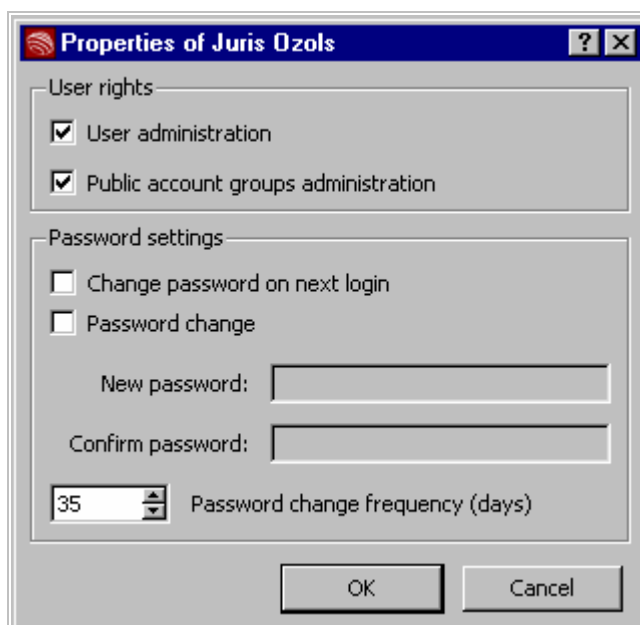 Properties of Juris Ozols
User rights
User administration
Public account groups administration
Password settings
Change password on next login
Password change
New password:
Confirm password:
35 Password change frequency (days)
OK Cancel